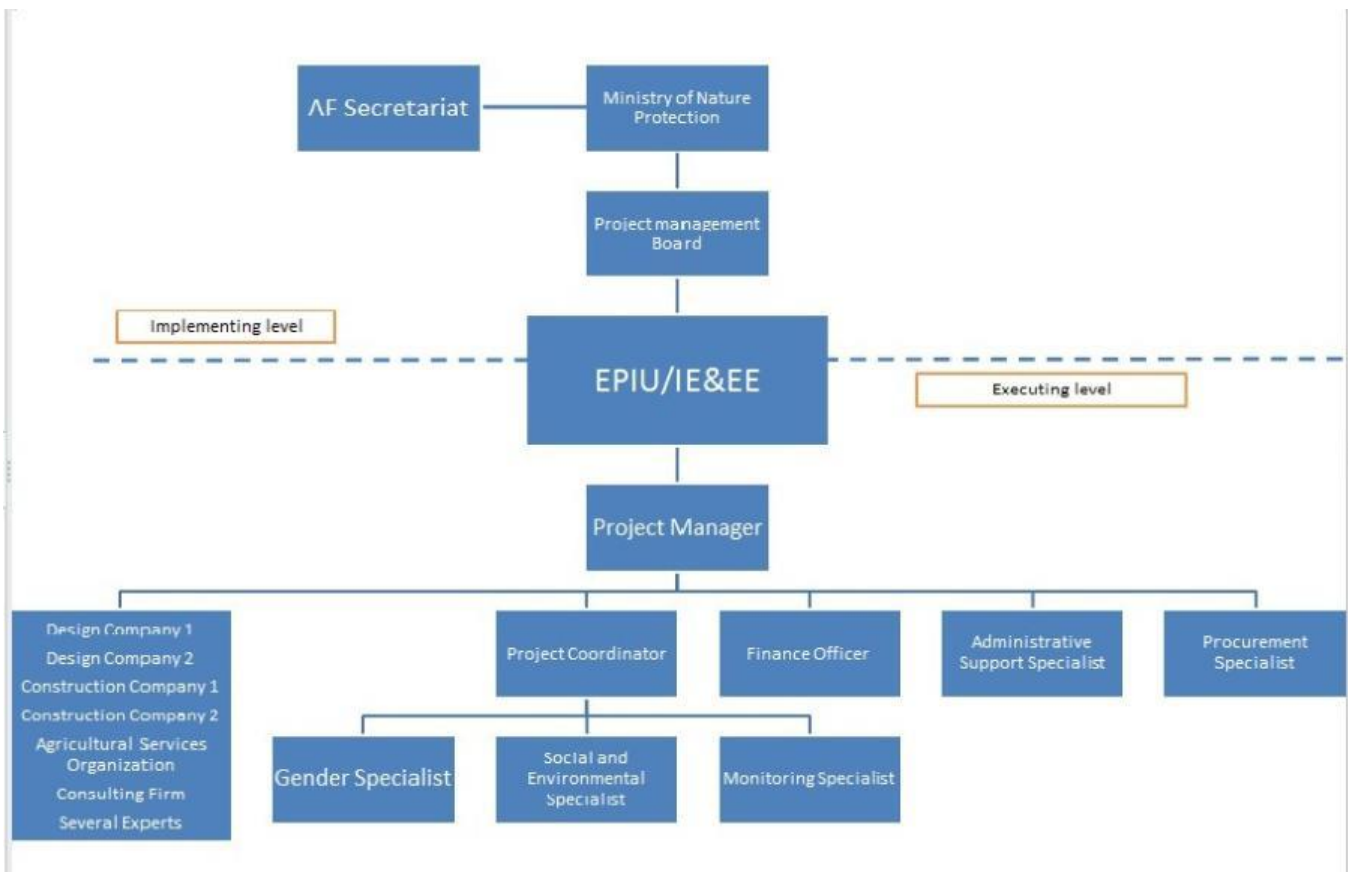 AF Secretariat
Ministry of Nature
Protection
Project management
Board
Implementing level
EPIU/IE&EE
Executing level
Project Manager
Design Company 1
Design Company 2
Construction Company 1
Construction Company 2
Agricultural Services
Organization
Consulting Firm
Several Experts
Project Coordinator
Finance Officer
Administrative
Support Specialist
Procurement
Specialist
Gender Specialist
Social and
Environmental
Specialist
Monitoring Specialist